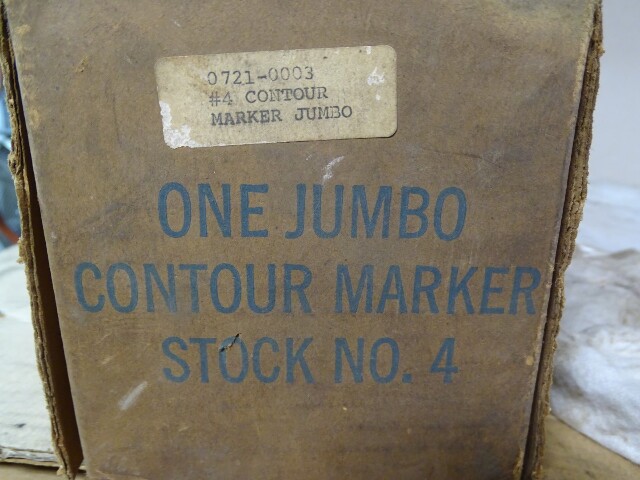 0721-0003
#4 CONTOUR
MARKER JUMBO
ONE JUMBO
CONTOUR MARKER
STOCK NO. 4